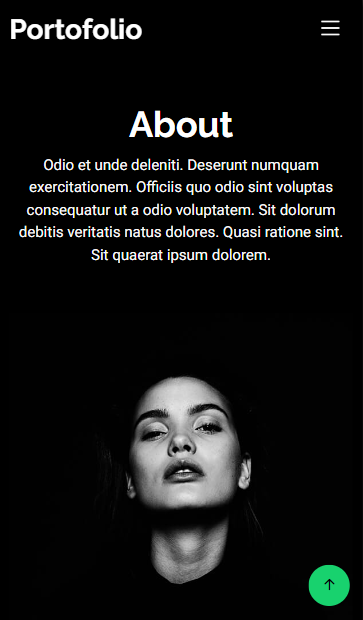 Portofolio
About
Odio et unde deleniti. Deserunt numquam
exercitationem. Officiis quo odio sint voluptas
consequatur ut a odio voluptatem. Sit dolorum
debitis veritatis natus dolores. Quasi ratione sint.
Sit quaerat ipsum dolorem.